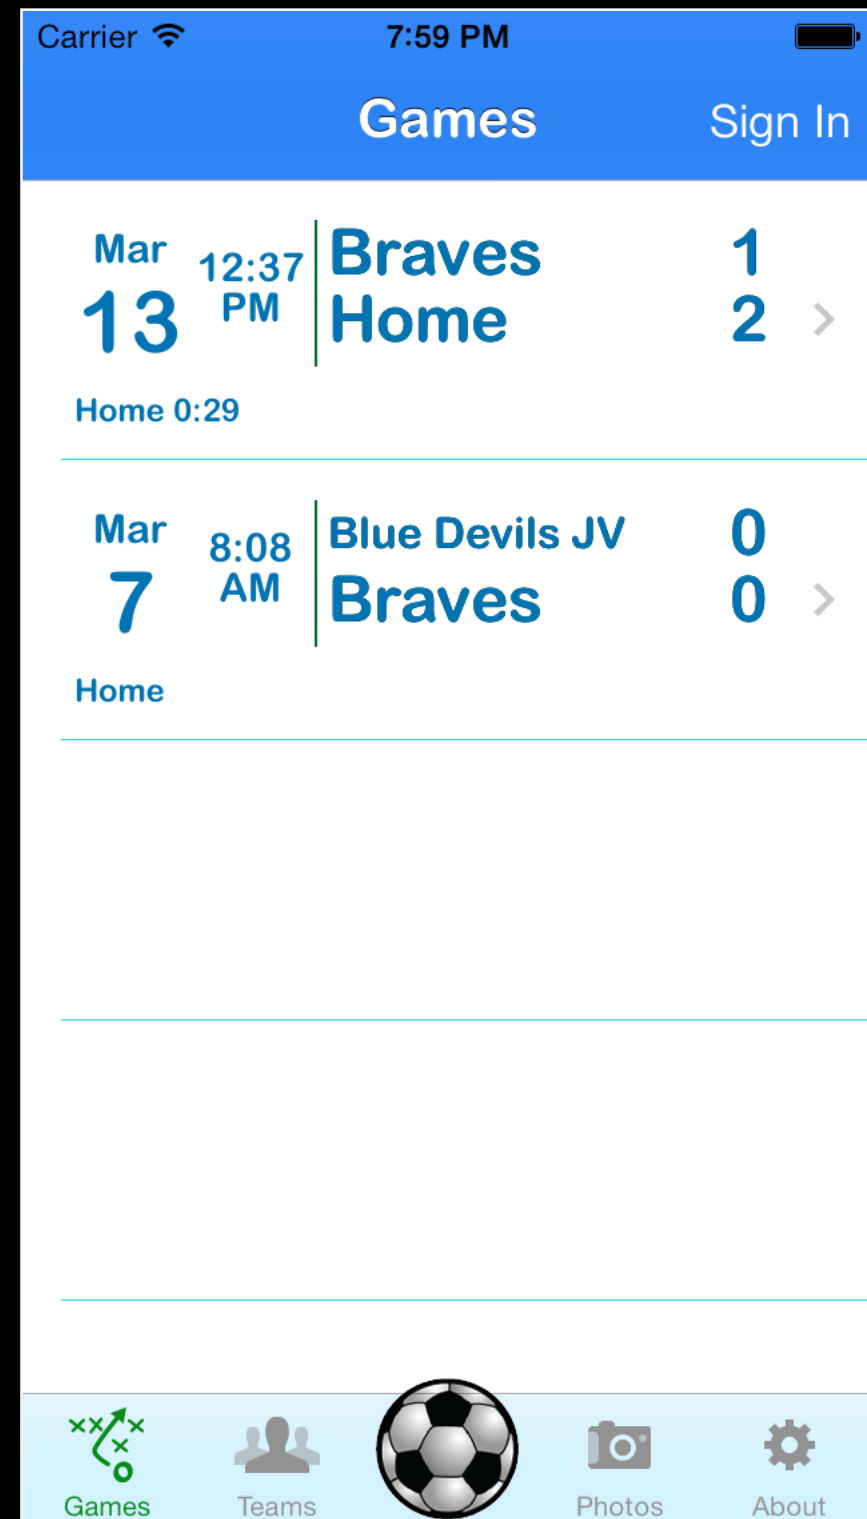 Carrier 7:59 PM
Games Sign In
Mar 12:37 Braves 1
13 PM Home 2
Home 0:29
Mar 8:08 Blue Devils JV 0
7 AM Braves 0
Home
Games Teams Photos About